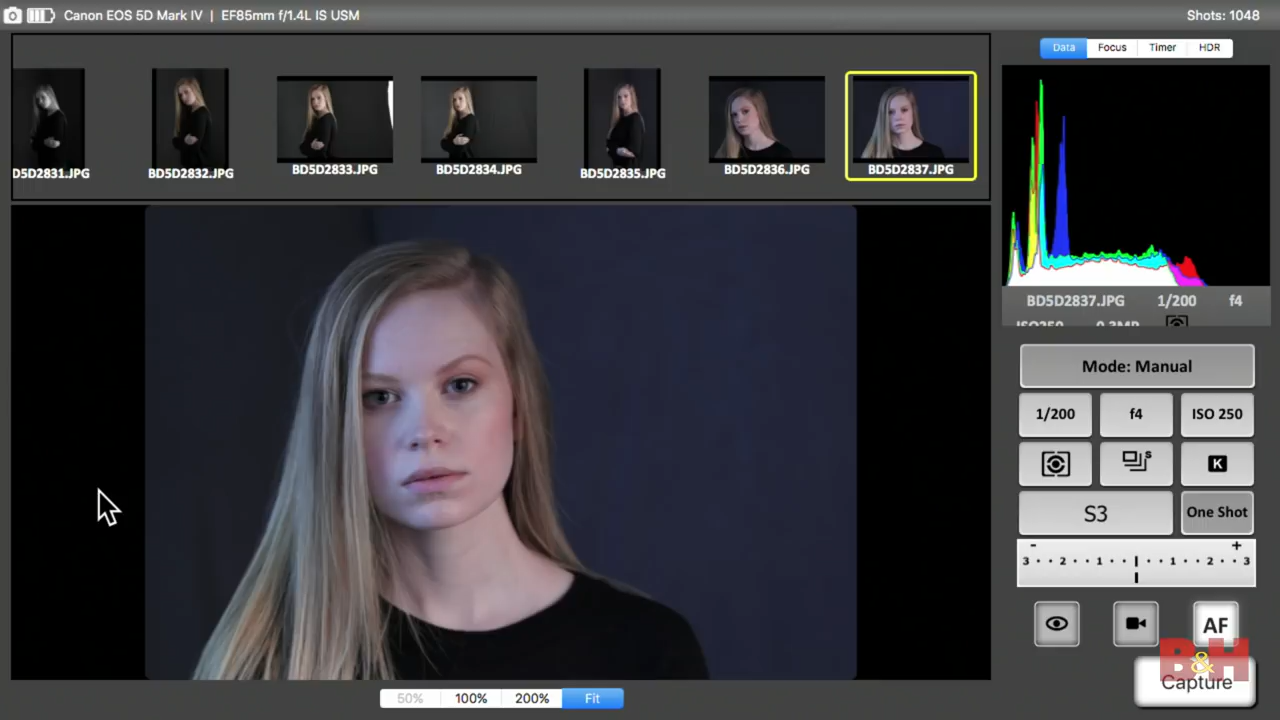 Canon EOS 5D Mark IV | EF85mm f/1.4L IS USM
Shots: 1048
Data Focus Timer HDR
D5D2831.JPG BD5D2832.JPG BD5D2833.JPG BD5D2834.JPG BD5D2835.JPG BD5D2836.JPG BD5D2837.JPG
BD5D2837.JPG 1/200 f4
ISO250 0.3MP
Mode: Manual
1/200 f4 ISO 250
S
K
S3 One Shot
- +
3 · · 2 · · 1 · · | · · 1 · · 2 · · 3
AF
B&H
Capture
50% 100% 200% Fit